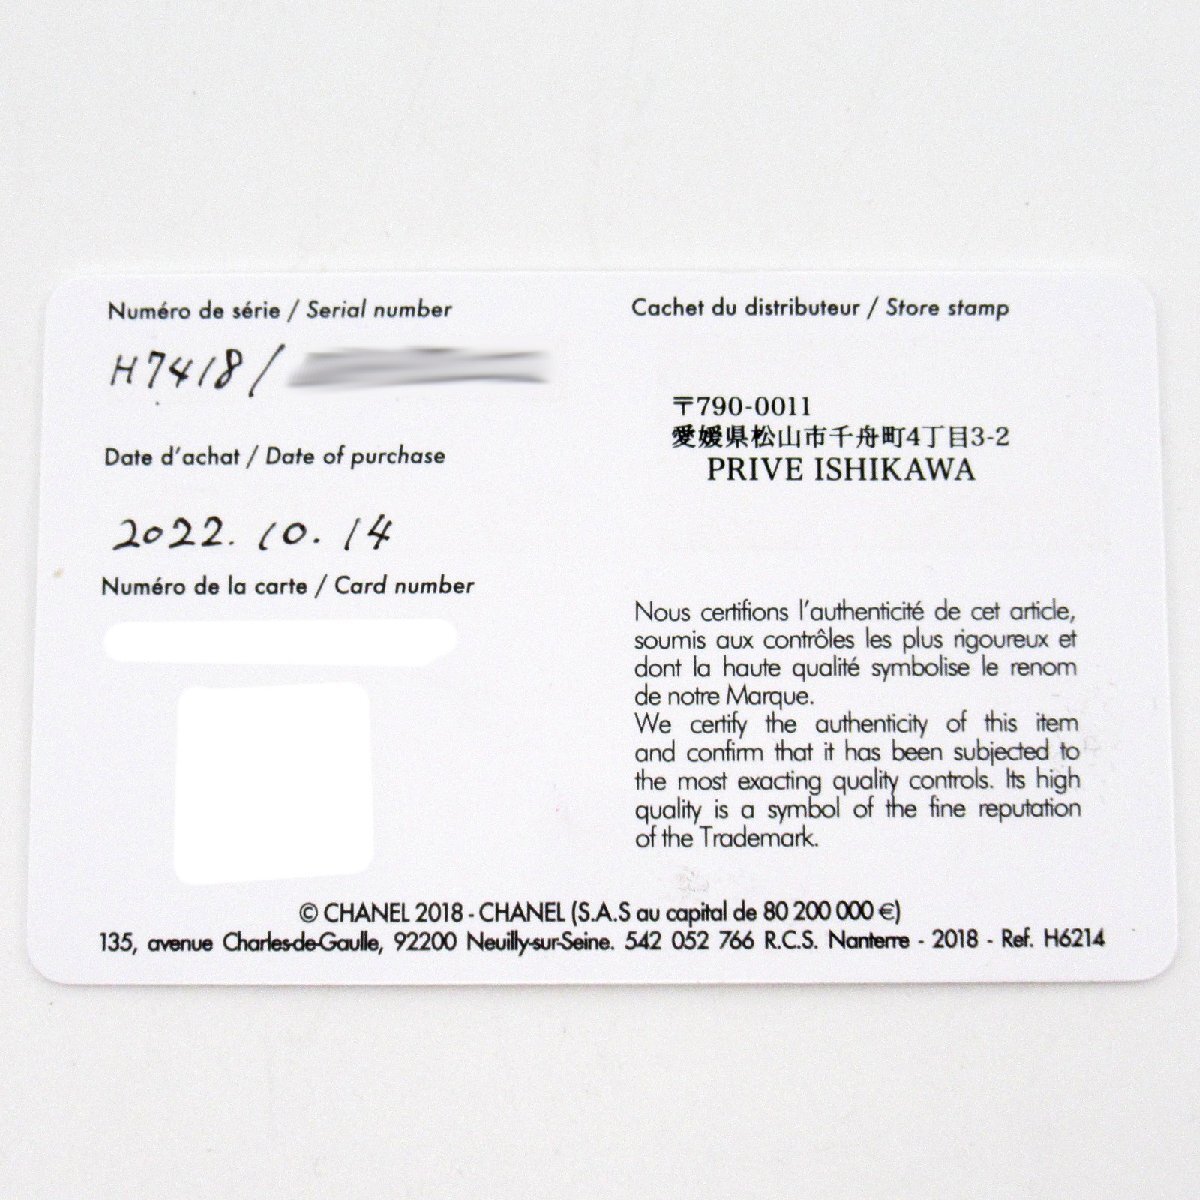 Numéro de série / Serial number
H7418/
Date d'achat / Date of purchase
2022.10.14
Numéro de la carte / Card number
Cachet du distributeur / Store stamp
〒790-0011
愛媛県松山市千舟町4丁目3-2
PRIVE ISHIKAWA
Nous certifions l'authenticité de cet article,
soumis aux contrôles les plus rigoureux et
dont la haute qualité symbolise le renom
de notre Marque.
We certify the authenticity of this item
and confirm that it has been subjected to
the most exacting quality controls. Its high
quality is a symbol of the fine reputation
of the Trademark.
© CHANEL 2018 - CHANEL (S.A.S au capital de 80 200 000 €)
135, avenue Charles-de-Gaulle, 92200 Neuilly-sur-Seine. 542 052 766 R.C.S. Nanterre - 2018 - Ref. H6214